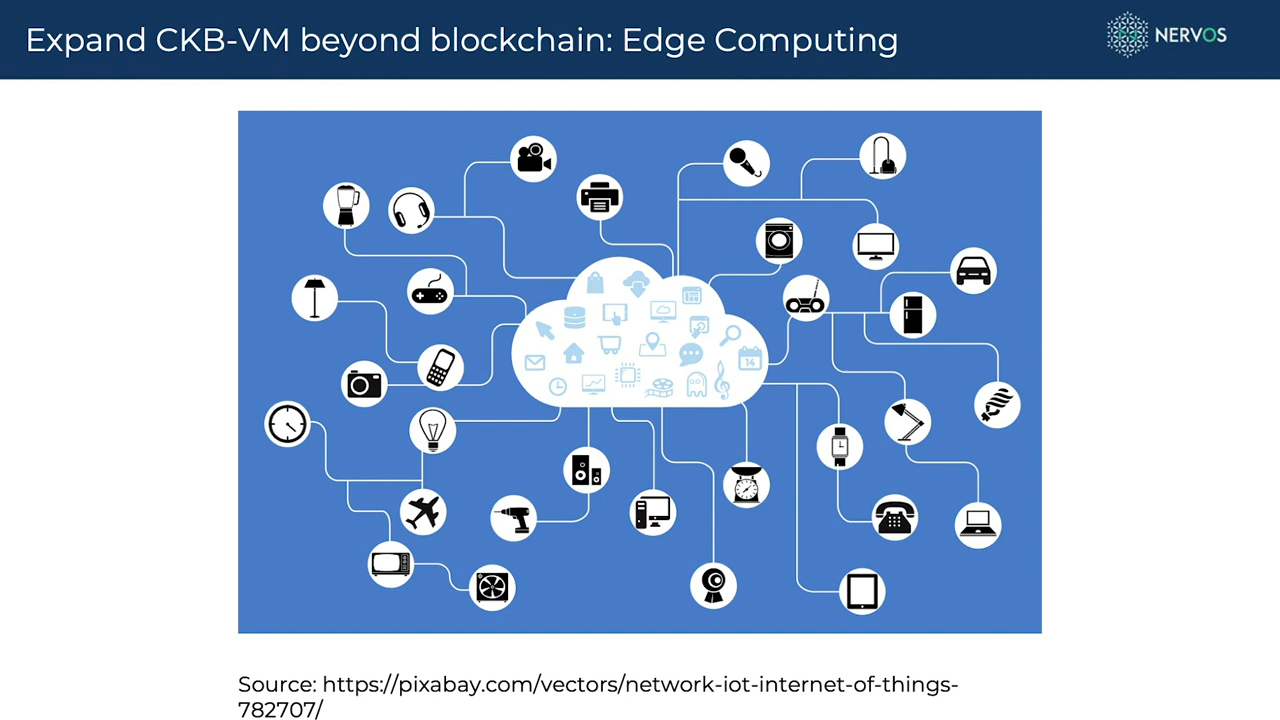 Expand CKB-VM beyond blockchain: Edge Computing
NERVOS
14
Source: https://pixabay.com/vectors/network-iot-internet-of-things-
782707/